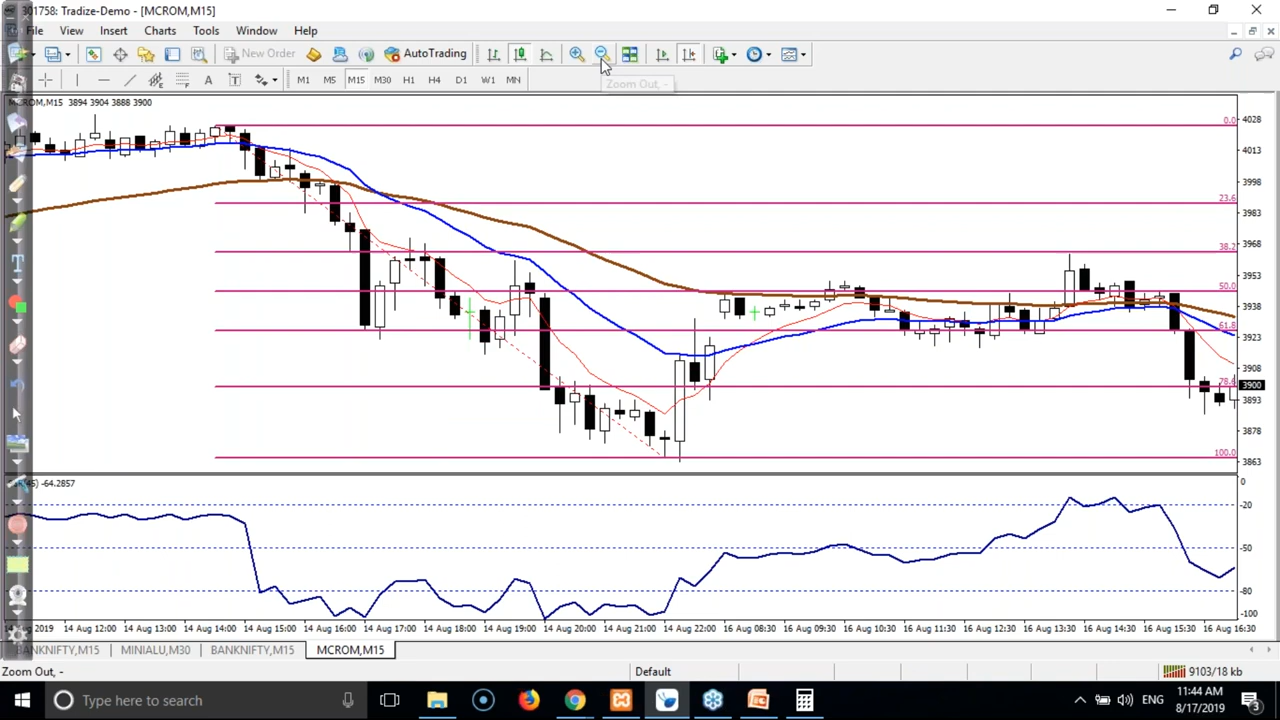 301758: Tradize-Demo - [MCROM,M15]
File View Insert Charts Tools Window Help
New Order AutoTrading
M1 M5 M15 M30 H1 H4 D1 W1 MN
Zoom Out, -
MCROM,M15 3894 3904 3888 3900
0.0
4028
4013
3998
23.6
3983
38.2
3968
3953
50.0
3938
61.8
3923
3908
78.6
3900
3893
3878
100.0
3863
-64.2857
0
-20
-50
-80
-100
2019 14 Aug 12:00 14 Aug 13:00 14 Aug 14:00 14 Aug 15:00 14 Aug 16:00 14 Aug 17:00 14 Aug 18:00 14 Aug 19:00 14 Aug 20:00 14 Aug 21:00 14 Aug 22:00 16 Aug 08:30 16 Aug 09:30 16 Aug 10:30 16 Aug 11:30 16 Aug 12:30 16 Aug 13:30 16 Aug 14:30 16 Aug 15:30 16 Aug 16:30
BANKNIFTY,M15 MINIALU,M30 BANKNIFTY,M15 MCROM,M15
Zoom Out, - Default 9103/18 kb
Type here to search ENG 11:44 AM
8/17/2019 3